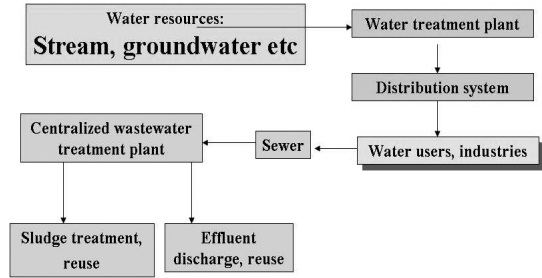 Water resources:
Stream, groundwater etc
Water treatment plant
Distribution system
Water users, industries
Sewer
Centralized wastewater
treatment plant
Sludge treatment,
reuse
Effluent
discharge, reuse